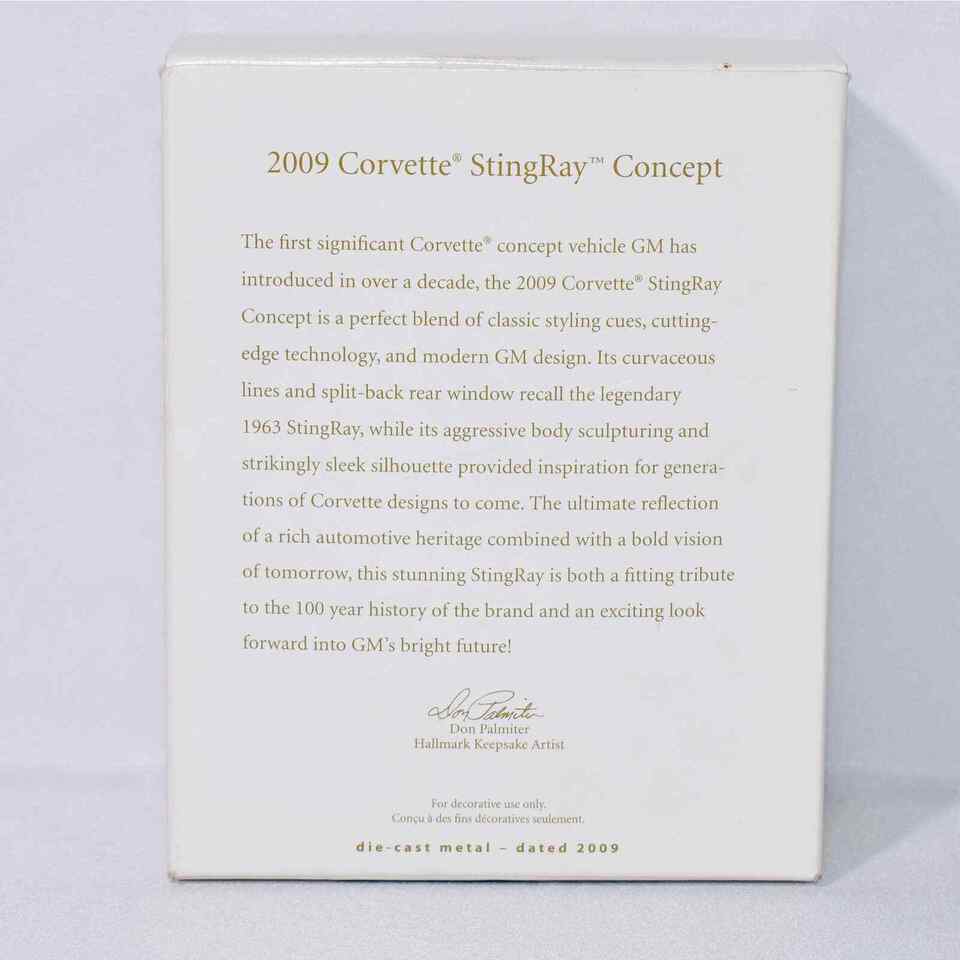 2009 Corvette® StingRay™ Concept
The first significant Corvette® concept vehicle GM has
introduced in over a decade, the 2009 Corvette® StingRay
Concept is a perfect blend of classic styling cues, cutting-
edge technology, and modern GM design. Its curvaceous
lines and split-back rear window recall the legendary
1963 StingRay, while its aggressive body sculpturing and
strikingly sleek silhouette provided inspiration for genera-
tions of Corvette designs to come. The ultimate reflection
of a rich automotive heritage combined with a bold vision
of tomorrow, this stunning StingRay is both a fitting tribute
to the 100 year history of the brand and an exciting look
forward into GM's bright future!
Don Palmiter
Don Palmiter
Hallmark Keepsake Artist
For decorative use only.
Conçu à des fins décoratives seulement.
die-cast metal – dated 2009